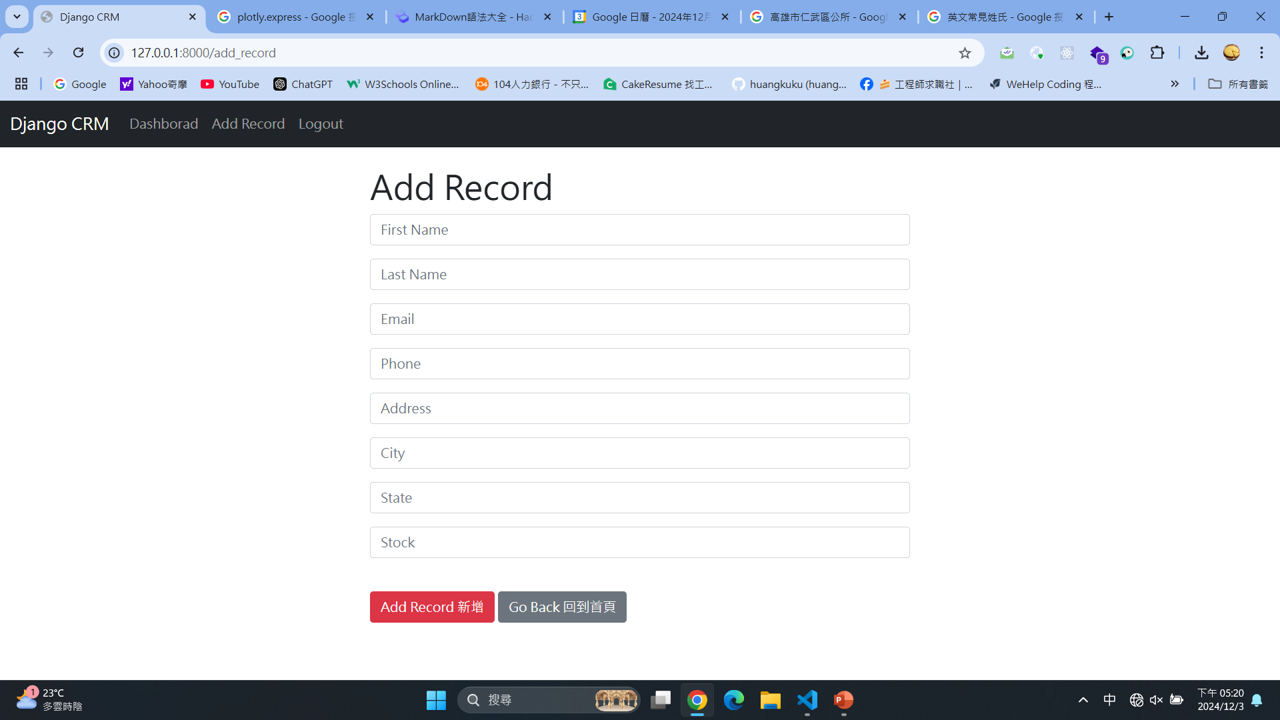 Django CRM
plotly.express - Google 搜
MarkDown語法大全 - Hac
Google 日曆 - 2024年12月
高雄市仁武區公所 - Googl
英文常見姓氏 - Google 搜
127.0.0.1:8000/add_record
9
Google
Yahoo奇摩
YouTube
ChatGPT
W3Schools Online...
104人力銀行 - 不只...
CakeResume 找工...
huangkuku (huang...
工程師求職社 | ...
WeHelp Coding 程...
所有書籤
Django CRM
Dashborad
Add Record
Logout
Add Record
First Name
Last Name
Email
Phone
Address
City
State
Stock
Add Record 新增
Go Back 回到首頁
1
23°C
多雲時陰
搜尋
中
下午 05:20
2024/12/3